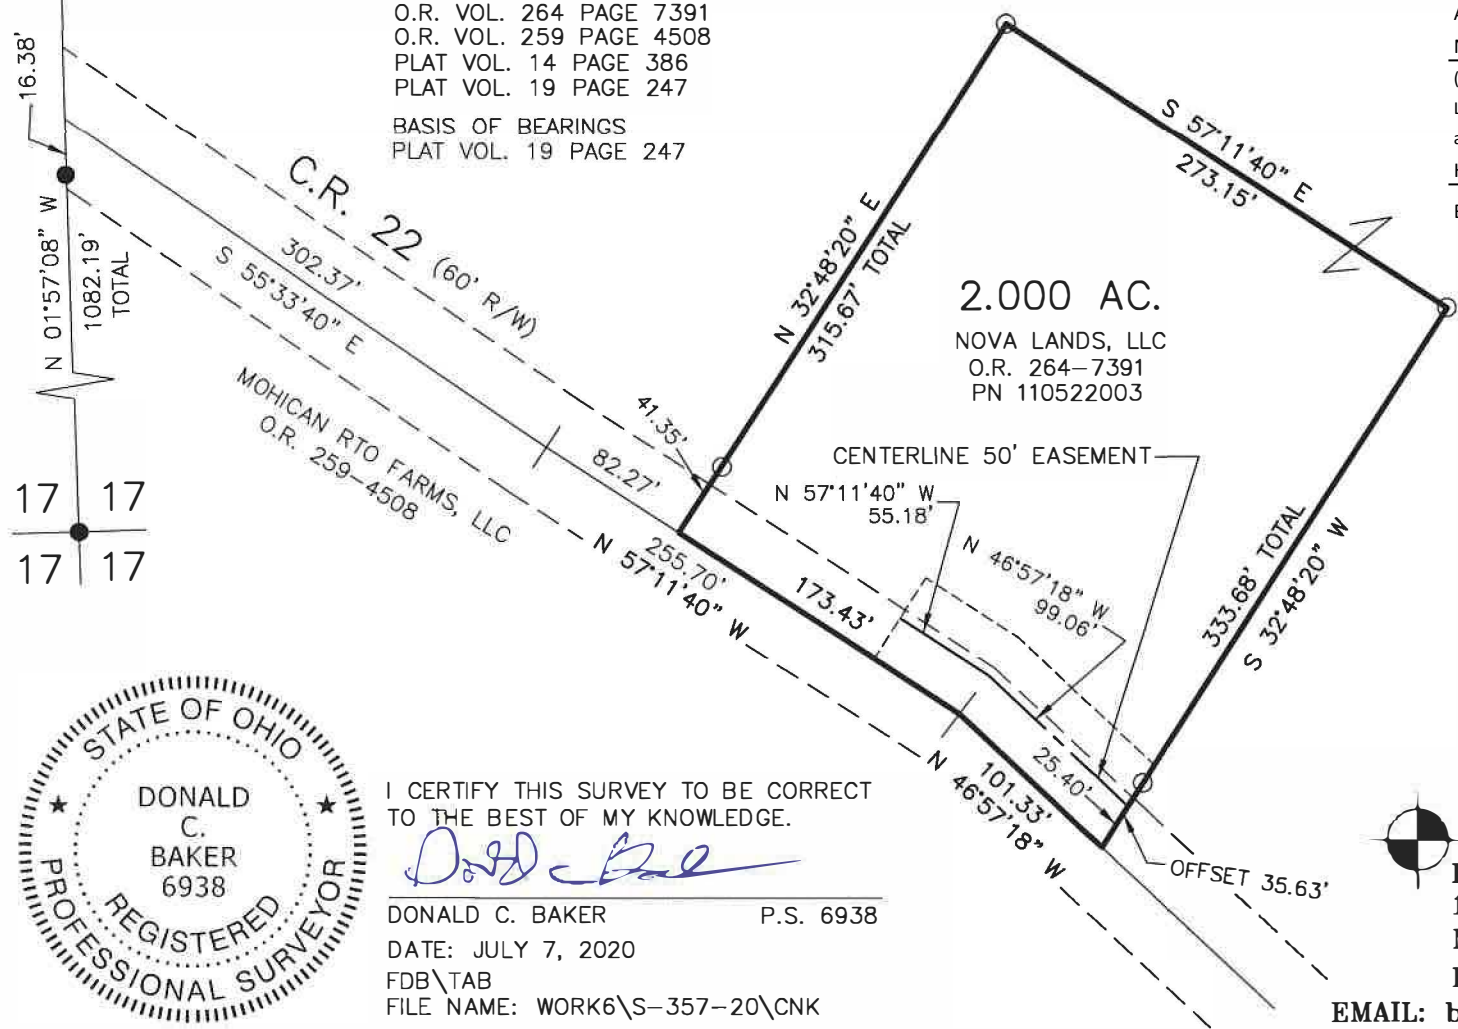 O.R. VOL. 264 PAGE 7391
O.R. VOL. 259 PAGE 4508
PLAT VOL. 14 PAGE 386
PLAT VOL. 19 PAGE 247
BASIS OF BEARINGS
PLAT VOL. 19 PAGE 247
16.38'
N 01°57'08" W
1082.19'
TOTAL
C.R. 22 (60' R/W)
302.37'
S 55°33'40" E
MOHICAN RTO FARMS, LLC
O.R. 259-4508
17 17
17 17
S 57°11'40" E
273.15'
N 32°48'20" E
315.67' TOTAL
2.000 AC.
NOVA LANDS, LLC
O.R. 264-7391
PN 110522003
41.35'
82.27'
CENTERLINE 50' EASEMENT
N 57°11'40" W
55.18'
N 46°57'18" W
99.06'
333.68' TOTAL
S 32°48'20" W
255.70'
N 57°11'40" W
173.43'
25.40'
101.33'
N 46°57'18" W
OFFSET 35.63'
STATE OF OHIO
DONALD
C.
BAKER
6938
REGISTERED
PROFESSIONAL SURVEYOR
I CERTIFY THIS SURVEY TO BE CORRECT
TO THE BEST OF MY KNOWLEDGE.
DONALD C. BAKER P.S. 6938
DATE: JULY 7, 2020
FDB\TAB
FILE NAME: WORK6\S-357-20\CNK
EMAIL: b